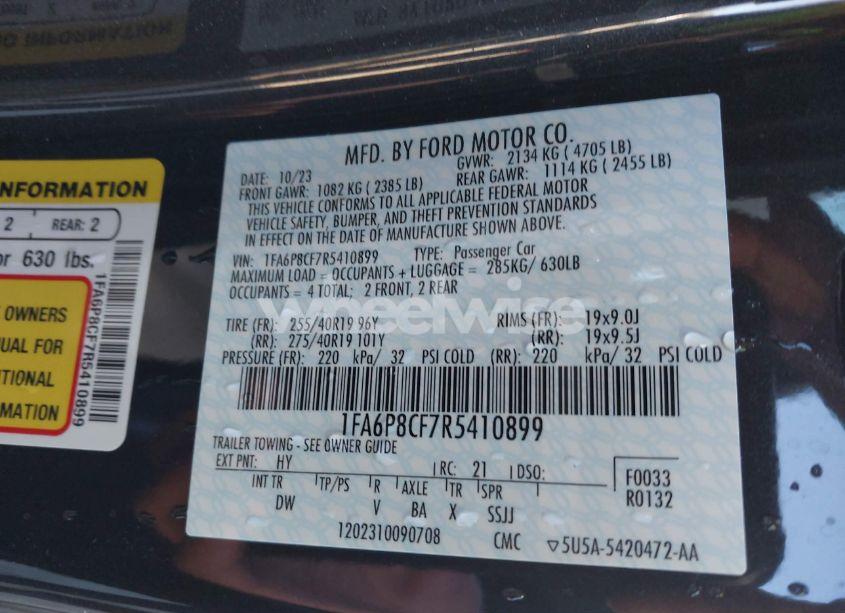 NG INFORMATION
NFORMATION
2 REAR: 2
or 630 lbs.
OWNERS
UAL FOR
ITIONAL
RMATION
1FA6P8CF7R5410899
MFD. BY FORD MOTOR CO.
DATE: 10/23 GVWR: 2134 KG ( 4705 LB)
FRONT GAWR: 1082 KG ( 2385 LB) REAR GAWR: 1114 KG ( 2455 LB)
THIS VEHICLE CONFORMS TO ALL APPLICABLE FEDERAL MOTOR
VEHICLE SAFETY, BUMPER, AND THEFT PREVENTION STANDARDS
IN EFFECT ON THE DATE OF MANUFACTURE SHOWN ABOVE.
VIN: 1FA6P8CF7R5410899 TYPE: Passenger Car
MAXIMUM LOAD = OCCUPANTS + LUGGAGE = 285KG/ 630LB
OCCUPANTS = 4 TOTAL; 2 FRONT, 2 REAR
wheelwise
TIRE (FR): 255/40R19 96Y RIMS (FR): 19x9.0J
(RR): 275/40R19 101Y (RR): 19x9.5J
PRESSURE (FR): 220 kPa/ 32 PSI COLD (RR): 220 kPa/ 32 PSI COLD
1FA6P8CF7R5410899
TRAILER TOWING - SEE OWNER GUIDE
EXT PNT: HY RC: 21 DSO: F0033
INT TR TP/PS R AXLE TR SPR R0132
DW V BA X SSJJ
1202310090708 CMC ▽5U5A-5420472-AA